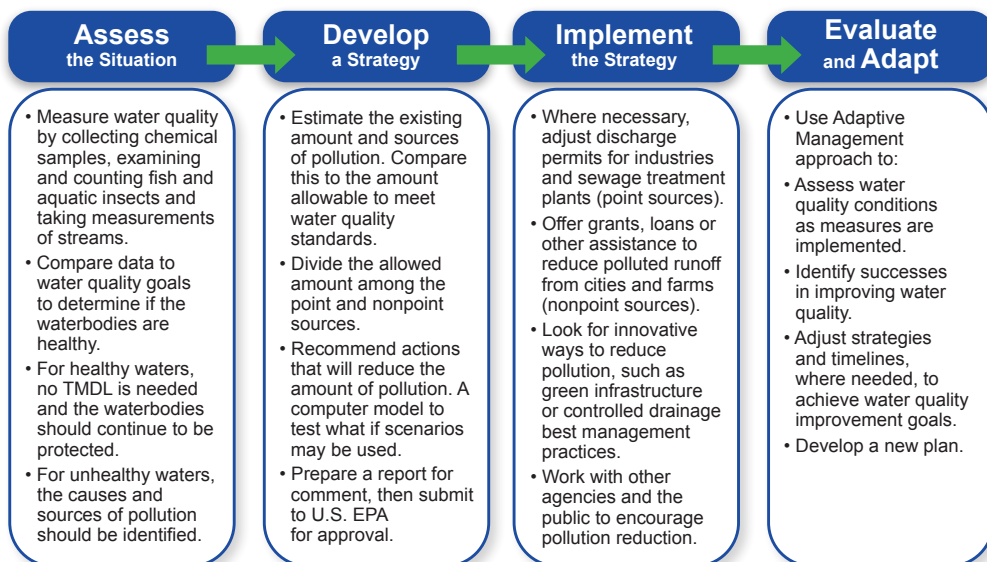 Assess
the Situation
• Measure water quality
by collecting chemical
samples, examining
and counting fish and
aquatic insects and
taking measurements
of streams.
• Compare data to
water quality goals
to determine if the
waterbodies are
healthy.
• For healthy waters,
no TMDL is needed
and the waterbodies
should continue to be
protected.
• For unhealthy waters,
the causes and
sources of pollution
should be identified.
Develop
a Strategy
• Estimate the existing
amount and sources
of pollution. Compare
this to the amount
allowable to meet
water quality
standards.
• Divide the allowed
amount among the
point and nonpoint
sources.
• Recommend actions
that will reduce the
amount of pollution. A
computer model to
test what if scenarios
may be used.
• Prepare a report for
comment, then submit
to U.S. EPA
for approval.
Implement
the Strategy
• Where necessary,
adjust discharge
permits for industries
and sewage treatment
plants (point sources).
• Offer grants, loans or
other assistance to
reduce polluted runoff
from cities and farms
(nonpoint sources).
• Look for innovative
ways to reduce
pollution, such as
green infrastructure
or controlled drainage
best management
practices.
• Work with other
agencies and the
public to encourage
pollution reduction.
Evaluate
and Adapt
• Use Adaptive
Management
approach to:
• Assess water
quality conditions
as measures are
implemented.
• Identify successes
in improving water
quality.
• Adjust strategies
and timelines,
where needed, to
achieve water quality
improvement goals.
• Develop a new plan.